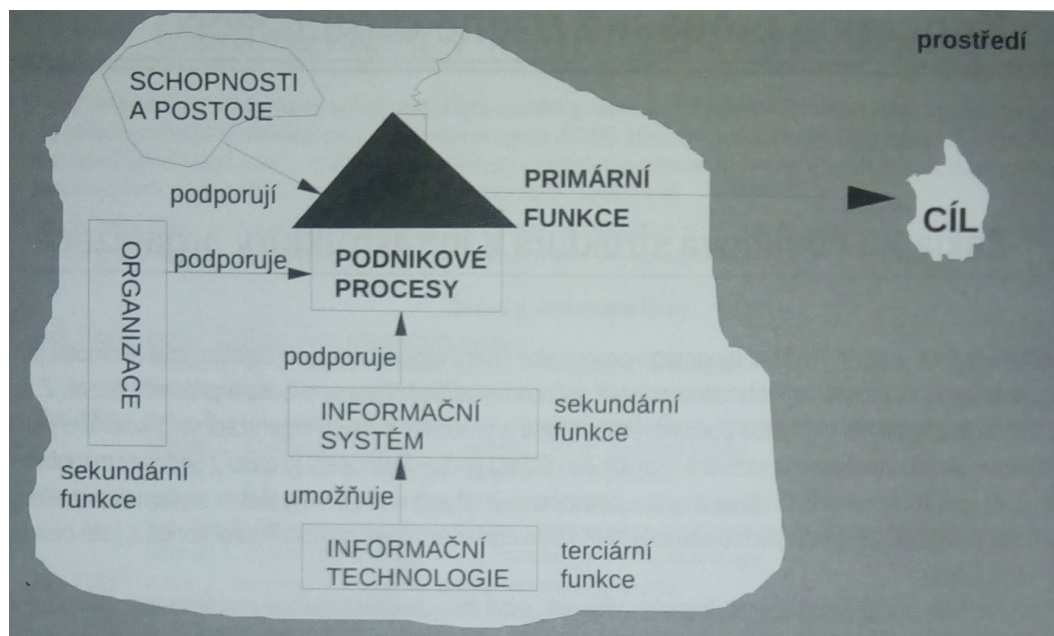 prostředí
SCHOPNOSTI
A POSTOJE
podporují
PRIMÁRNÍ
FUNKCE
CÍL
ORGANIZACE
podporuje
PODNIKOVÉ
PROCESY
podporuje
INFORMAČNÍ
SYSTÉM
sekundární
funkce
sekundární
funkce
umožňuje
INFORMAČNÍ
TECHNOLOGIE
terciární
funkce